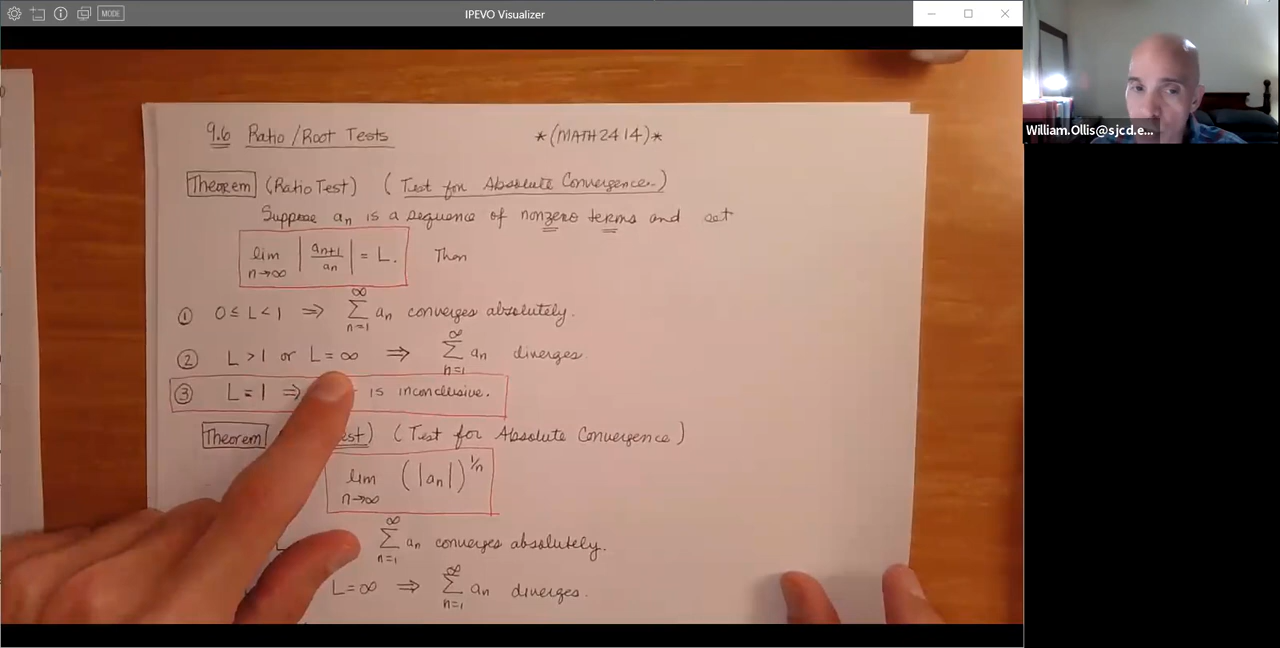 MODE
IPEVO Visualizer
William.Ollis@sjcd.e...
9.6 Ratio/Root Tests *(MATH 2414)*
Theorem (Ratio Test) (Test for Absolute Convergence.)
Suppose an is a sequence of nonzero terms and set
lim n→∞ |an+1/an| = L. Then
① 0 ≤ L < 1 ⇒ ∞ Σ n=1 an converges absolutely.
② L > 1 or L = ∞ ⇒ ∞ Σ n=1 an diverges.
③ L = 1 ⇒ is inconclusive.
Theorem (Test for Absolute Convergence)
lim n→∞ (|an|)^1/n
∞ Σ n=1 an converges absolutely.
L = ∞ ⇒ ∞ Σ n=1 an diverges.